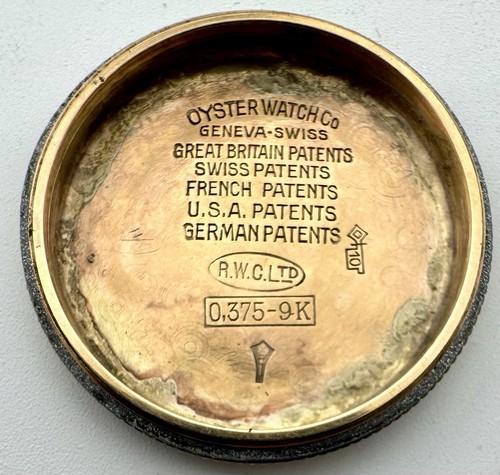 OYSTER WATCH Co
GENEVA-SWISS
GREAT BRITAIN PATENTS
SWISS PATENTS
FRENCH PATENTS
U.S.A. PATENTS
GERMAN PATENTS
10
R.W.C.LTD
0,375-9K